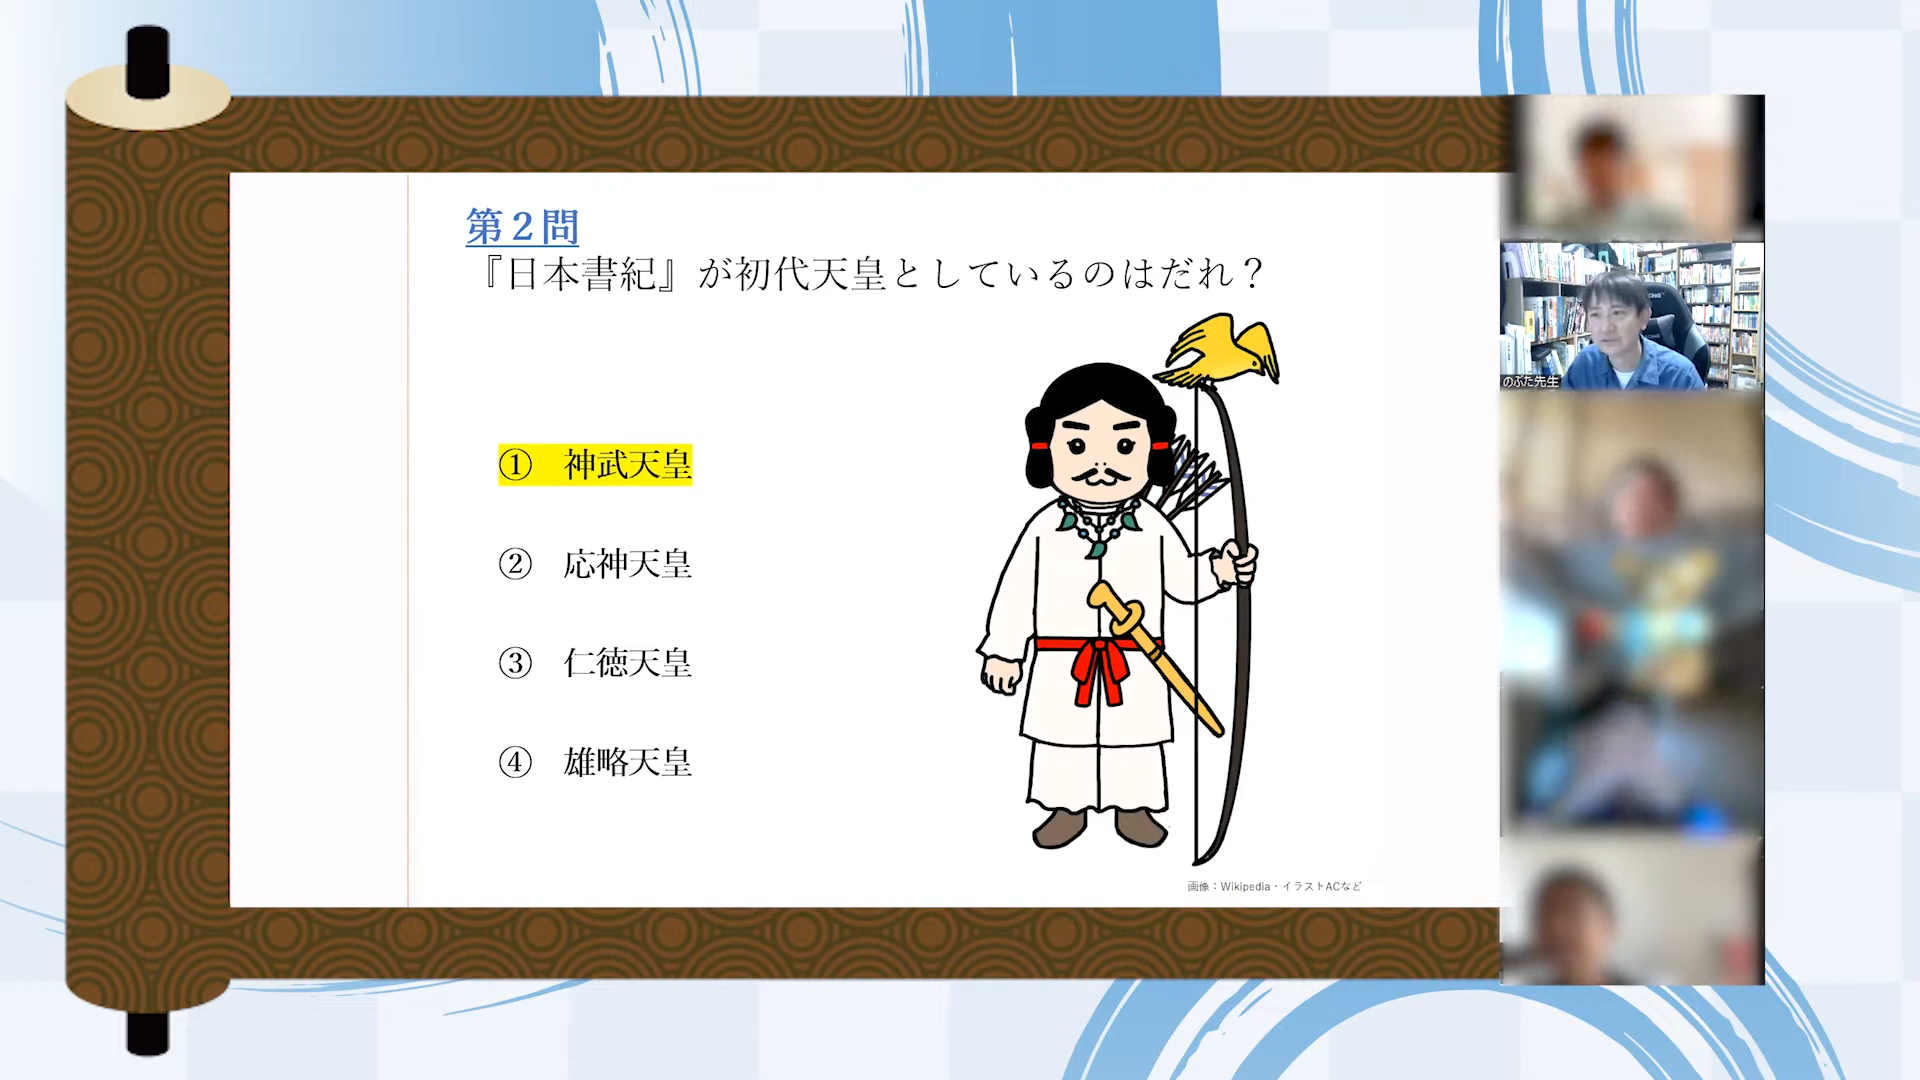 第２問
『日本書紀』が初代天皇としているのはだれ？
①　神武天皇
②　応神天皇
③　仁徳天皇
④　雄略天皇
画像：Wikipedia・イラストACなど
のぶた先生